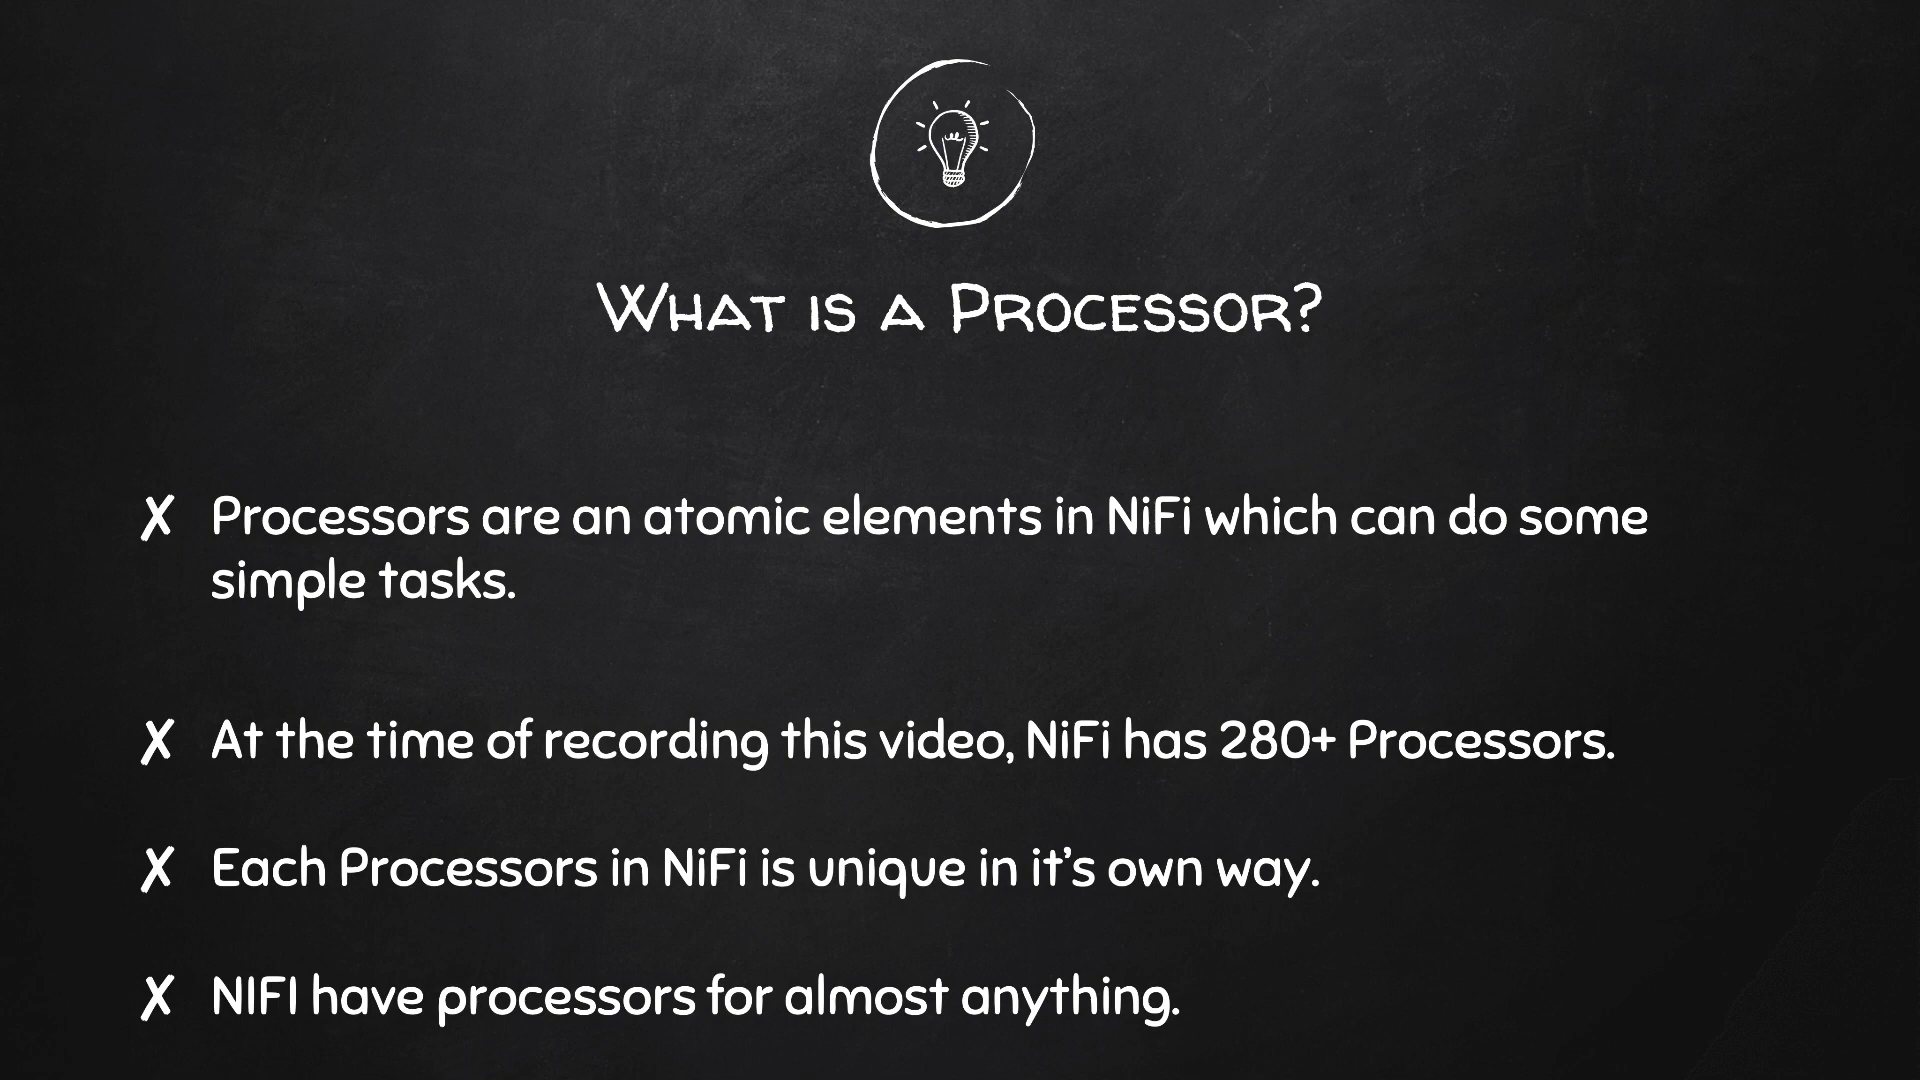 What is a Processor?
✗ Processors are an atomic elements in NiFi which can do some
simple tasks.
✗ At the time of recording this video, NiFi has 280+ Processors.
✗ Each Processors in NiFi is unique in it’s own way.
✗ NIFI have processors for almost anything.